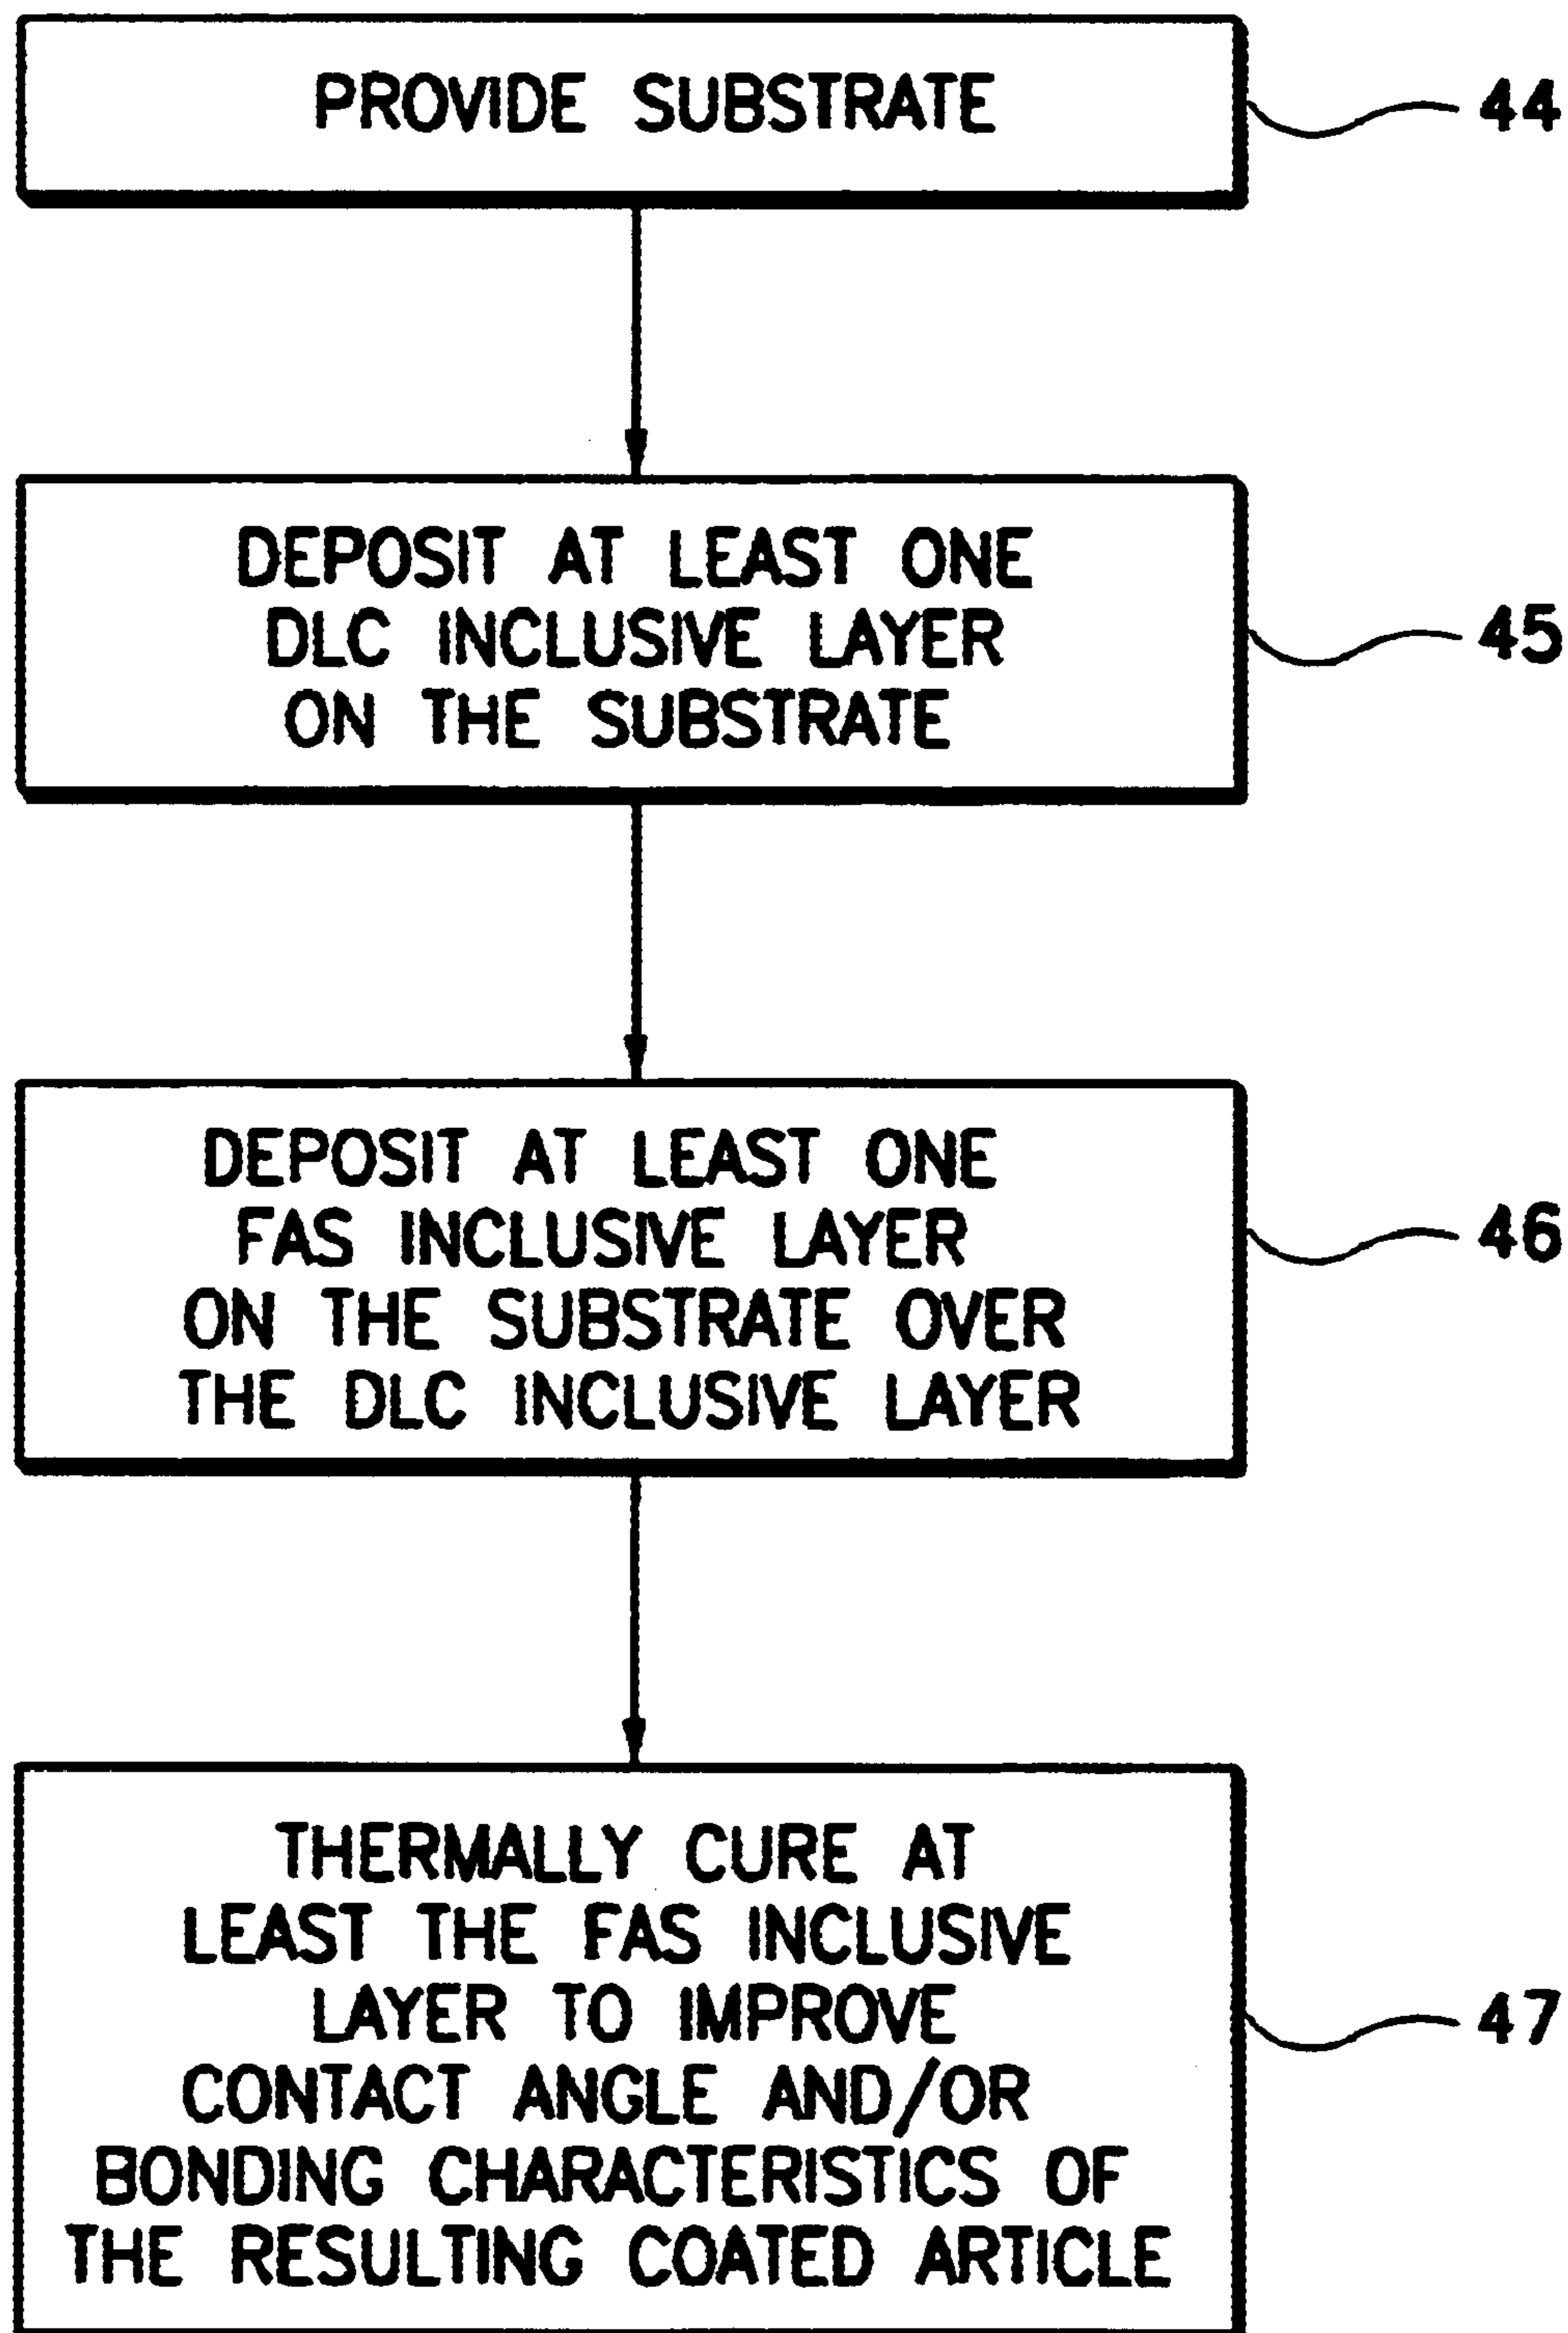 PROVIDE SUBSTRATE
44
DEPOSIT AT LEAST ONE
DLC INCLUSIVE LAYER
45
ON THE SUBSTRATE
DEPOSIT AT LEAST ONE
FAS INCLUSIVE LAYER
46
ON THE SUBSTRATE OVER
THE DLC INCLUSIVE LAYER
THERMALLY CURE AT
LEAST THE FAS INCLUSIVE
LAYER TO IMPROVE
47
CONTACT ANGLE AND/OR
BONDING CHARACTERISTICS OF
THE RESULTING COATED ARTICLE